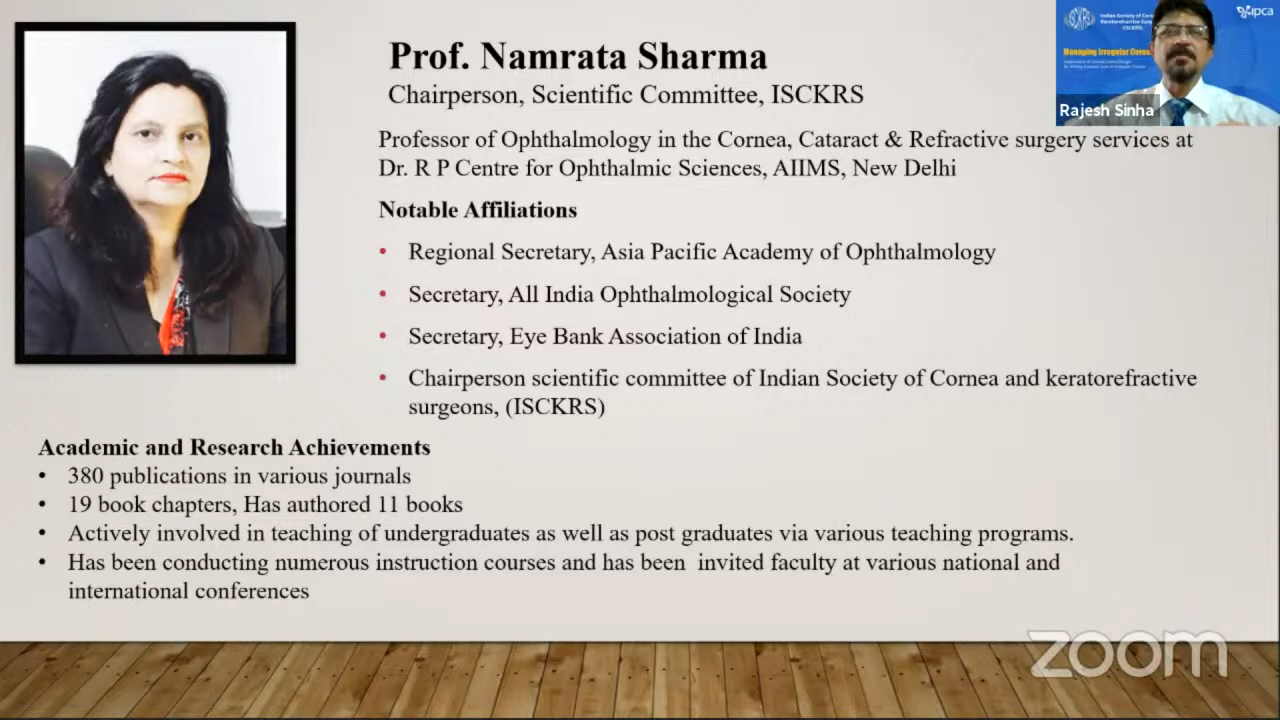 Prof. Namrata Sharma
Chairperson, Scientific Committee, ISCKRS
Professor of Ophthalmology in the Cornea, Cataract & Refractive surgery services at
Dr. R P Centre for Ophthalmic Sciences, AIIMS, New Delhi
Notable Affiliations
• Regional Secretary, Asia Pacific Academy of Ophthalmology
• Secretary, All India Ophthalmological Society
• Secretary, Eye Bank Association of India
• Chairperson scientific committee of Indian Society of Cornea and keratorefractive
surgeons, (ISCKRS)
Academic and Research Achievements
• 380 publications in various journals
• 19 book chapters, Has authored 11 books
• Actively involved in teaching of undergraduates as well as post graduates via various teaching programs.
• Has been conducting numerous instruction courses and has been  invited faculty at various national and
international conferences
ISCKRS
Indian Society of
Keratorefractive
(ISCKRS)
ipca
Managing Irregular
Rajesh Sinha
zoom